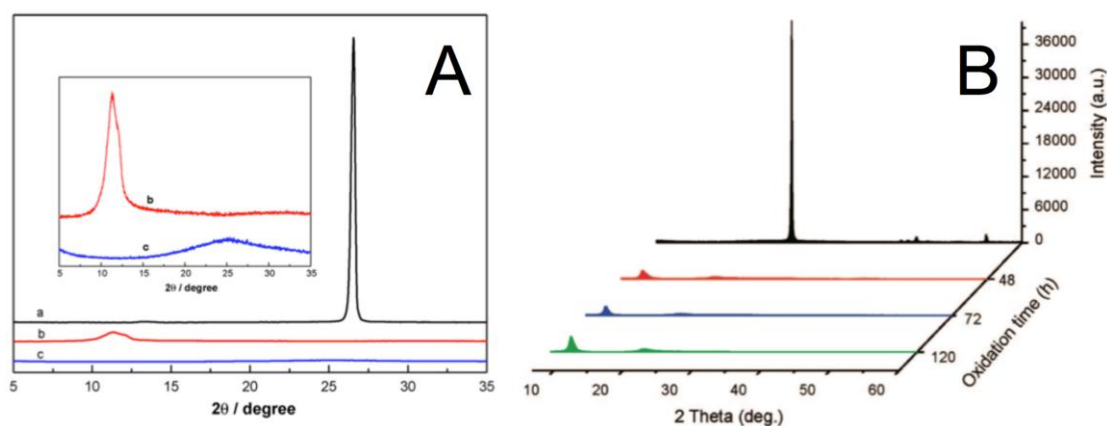 A
b
c
5 10 15 20 25 30 35
2θ / degree
a
b
c
5 10 15 20 25 30 35
2θ / degree
B
36000
30000
24000
18000
12000
6000
0
Intensity (a.u.)
48
72
120
Oxidation time (h)
10 20 30 40 50 60
2 Theta (deg.)